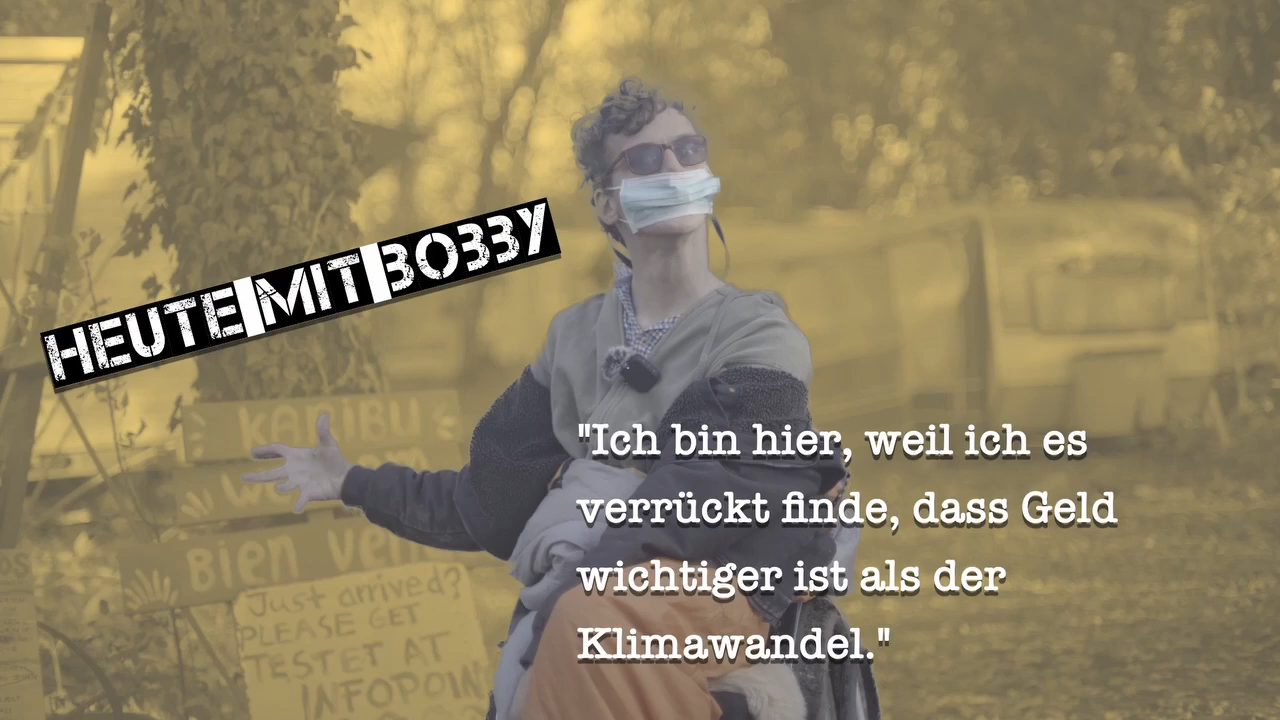 HEUTE MIT BOBBY
"Ich bin hier, weil ich es
verrückt finde, dass Geld
wichtiger ist als der
Klimawandel."
KARIBU
BIEN
Just arrived?
PLEASE GET
TESTET AT
INFOPOIN